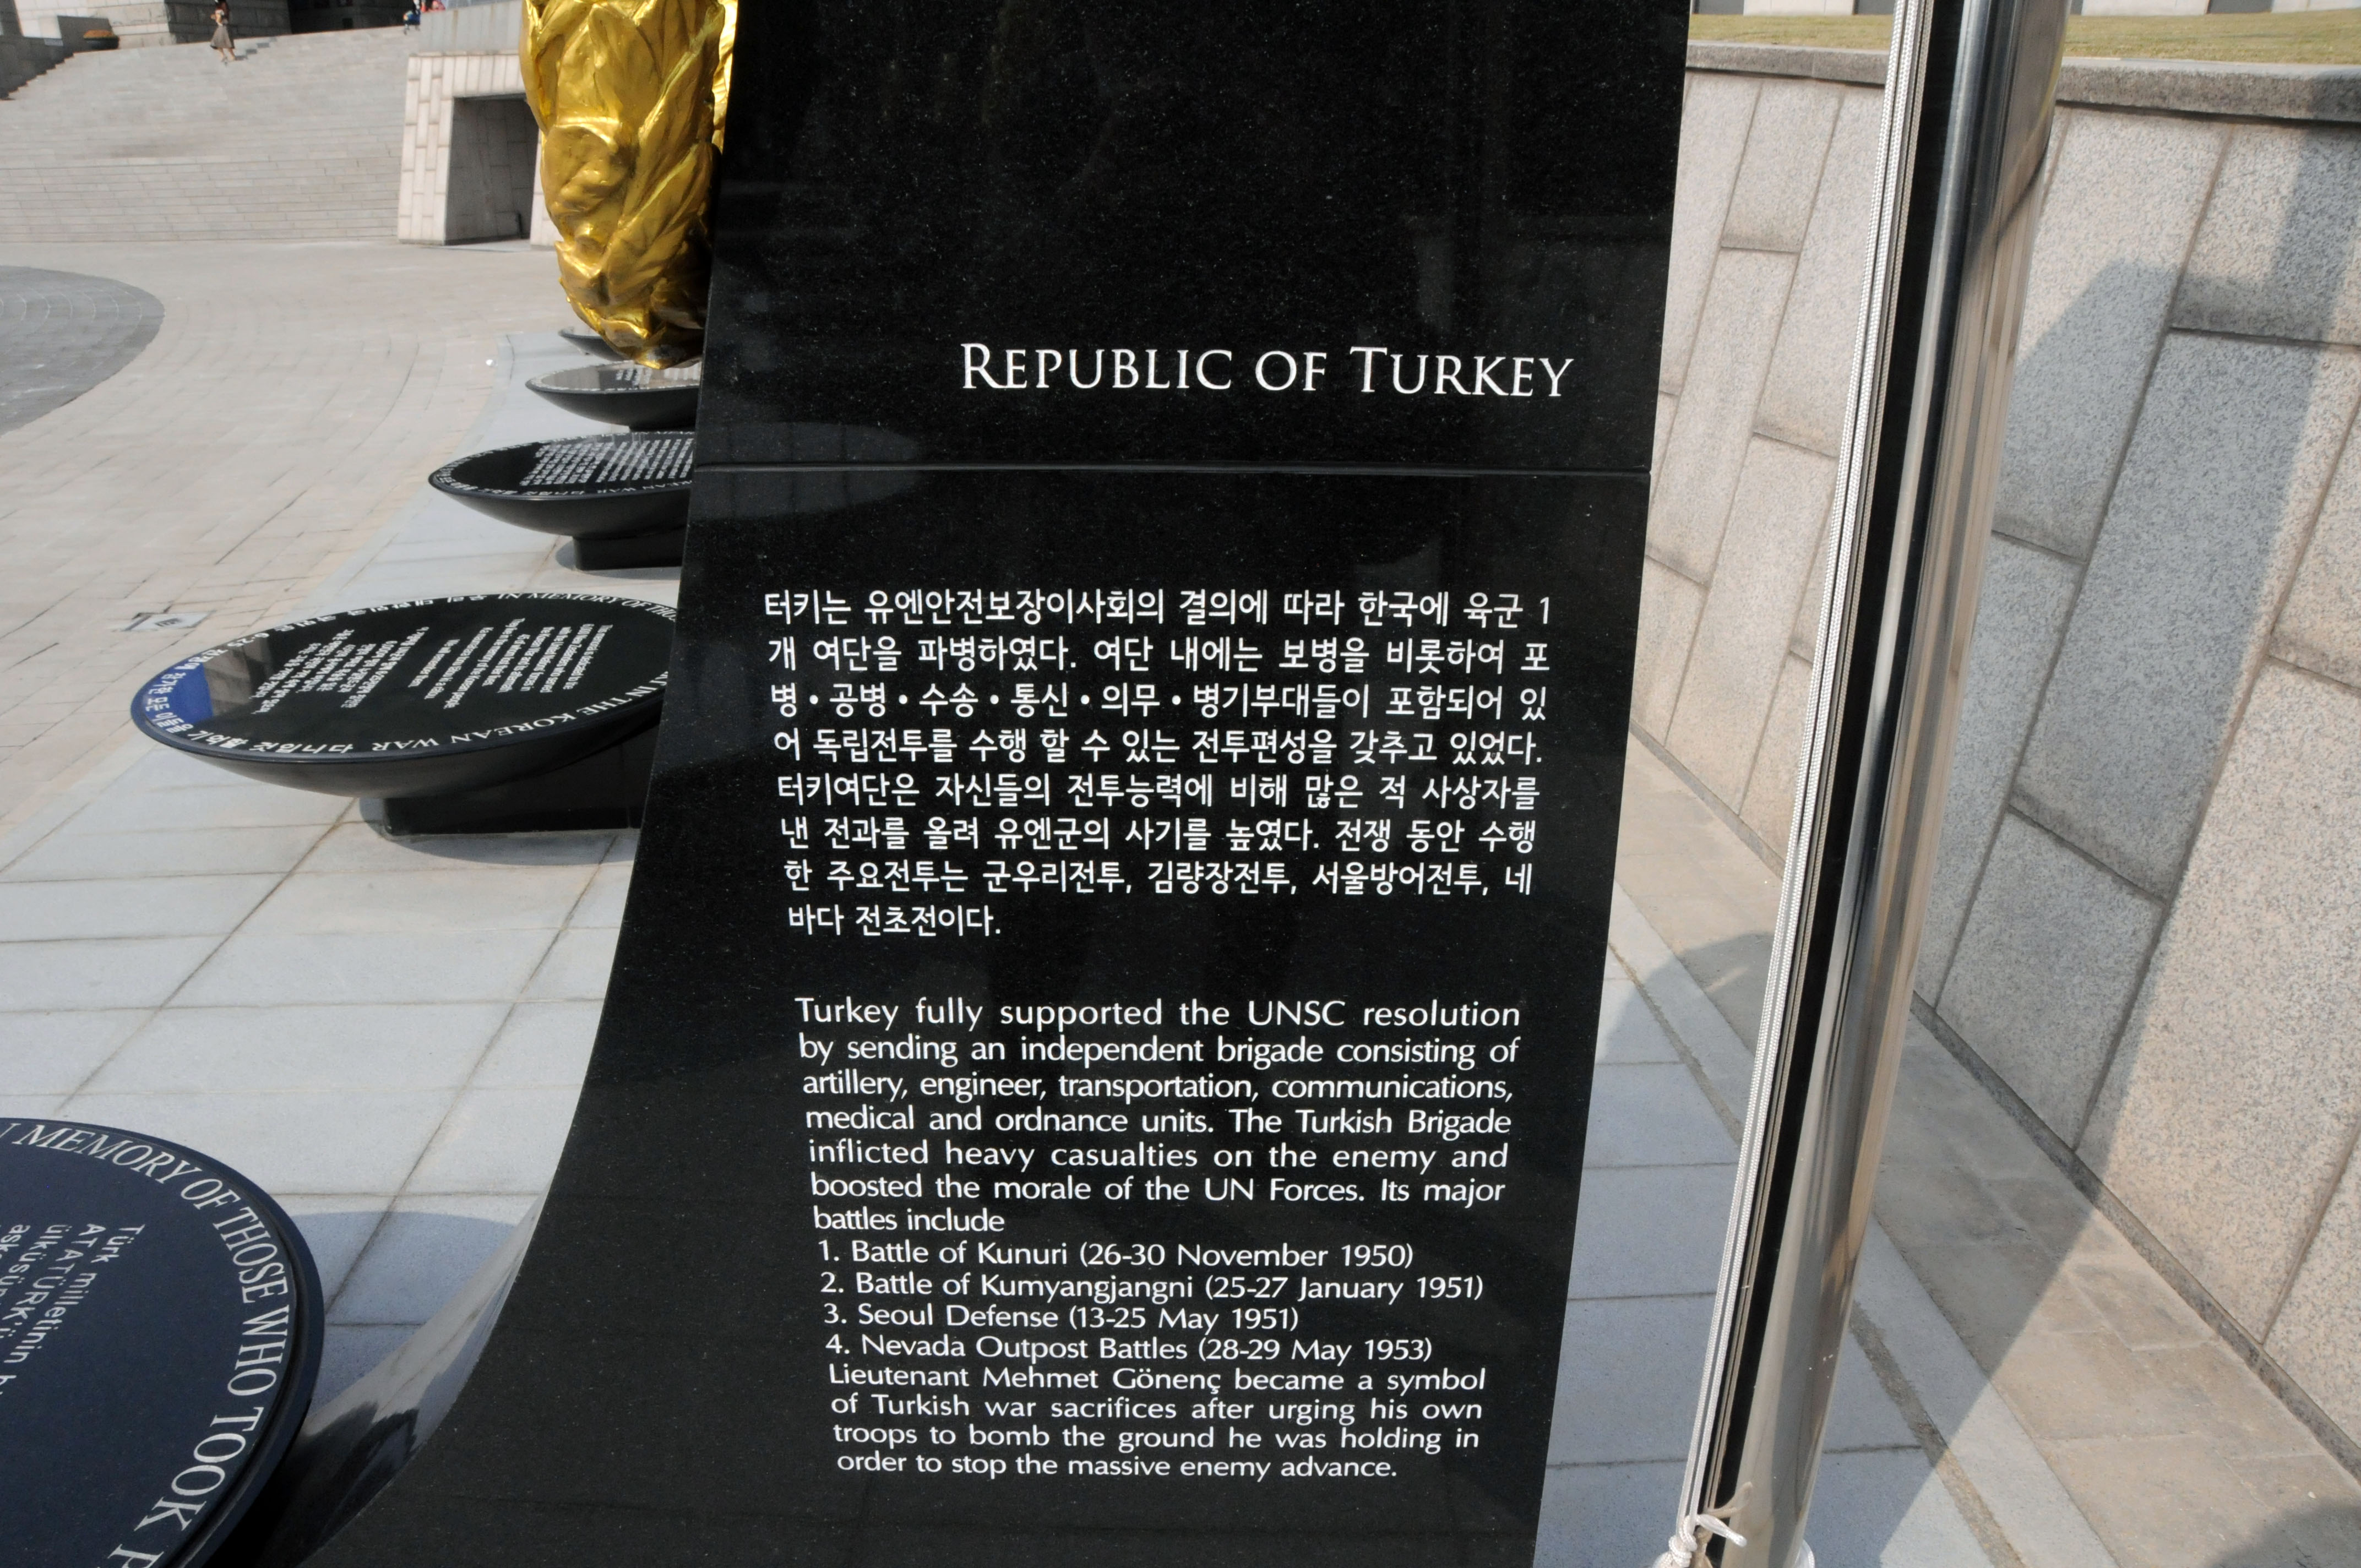 REPUBLIC OF TURKEY
터키는 유엔안전보장이사회의 결의에 따라 한국에 육군 1
개 여단을 파병하였다. 여단 내에는 보병을 비롯하여 포
병·공병·수송·통신·의무·병기부대들이 포함되어 있
어 독립전투를 수행 할 수 있는 전투편성을 갖추고 있었다.
터키여단은 자신들의 전투능력에 비해 많은 적 사상자를
낸 전과를 올려 유엔군의 사기를 높였다. 전쟁 동안 수행
한 주요전투는 군우리전투, 김량장전투, 서울방어전투, 네
바다 전초전이다.
Turkey fully supported the UNSC resolution
by sending an independent brigade consisting of
artillery, engineer, transportation, communications,
medical and ordnance units. The Turkish Brigade
inflicted heavy casualties on the enemy and
boosted the morale of the UN Forces. Its major
battles include
1. Battle of Kunuri (26-30 November 1950)
2. Battle of Kumyangjangni (25-27 January 1951)
3. Seoul Defense (13-25 May 1951)
4. Nevada Outpost Battles (28-29 May 1953)
Lieutenant Mehmet Gönenç became a symbol
of Turkish war sacrifices after urging his own
troops to bomb the ground he was holding in
order to stop the massive enemy advance.
IN MEMORY OF THE
IN THE KOREAN WAR
MEMORY OF THOSE WHO TOOK
Türk milletinin
ATATÜRK'ü